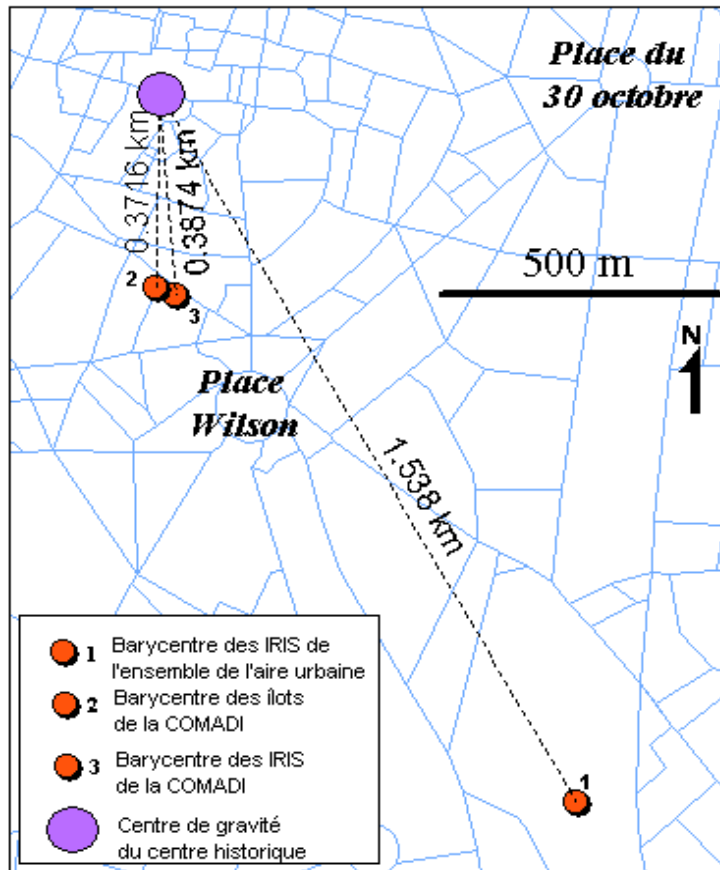 Place du
30 octobre
0.3716 km
0.3874 km
500 m
2
3
N
Place
Wilson
1.538 km
1
1 Barycentre des IRIS de
l'ensemble de l'aire urbaine
2 Barycentre des îlots
de la COMADI
3 Barycentre des IRIS
de la COMADI
Centre de gravité
du centre historique